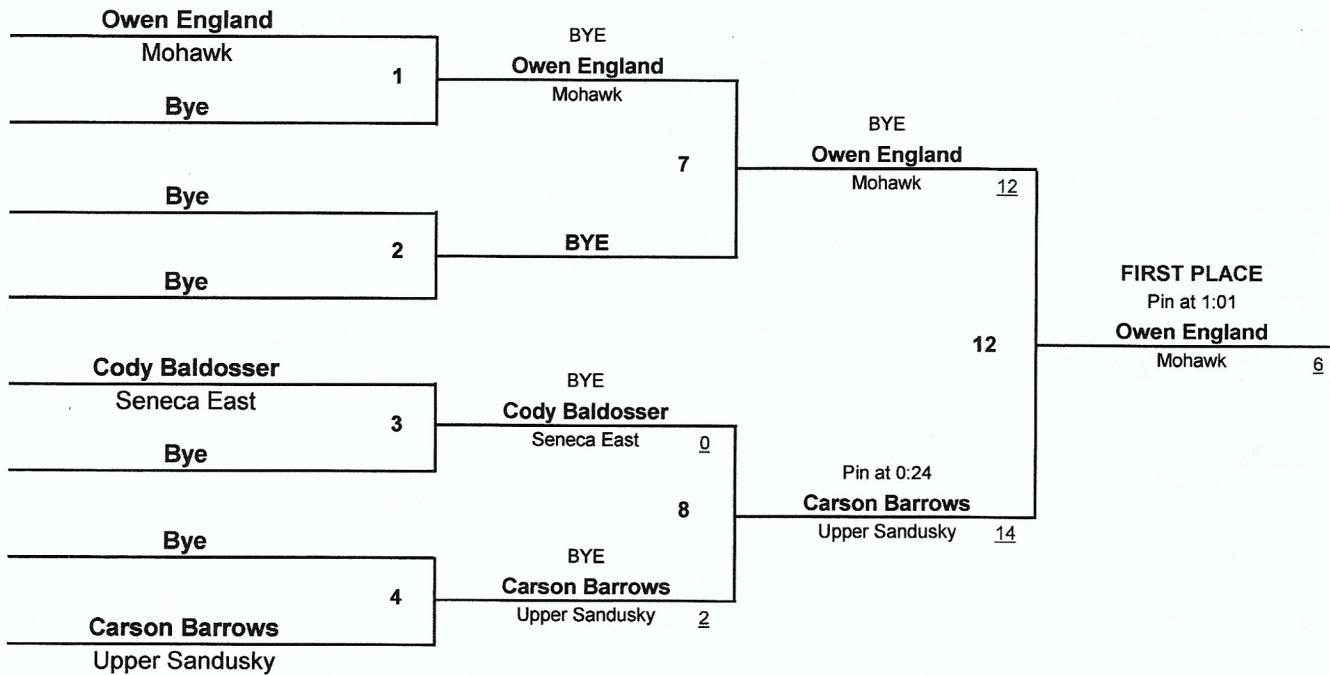 Owen England
Mohawk
1
Bye
BYE
Owen England
Mohawk
7
Bye
2
BYE
Bye
BYE
Owen England
Mohawk 12
12
FIRST PLACE
Pin at 1:01
Owen England
Mohawk 6
Cody Baldosser
Seneca East
3
Bye
BYE
Cody Baldosser
Seneca East 0
8
Pin at 0:24
Carson Barrows
Upper Sandusky 14
Bye
4
BYE
Carson Barrows
Upper Sandusky 2
Carson Barrows
Upper Sandusky